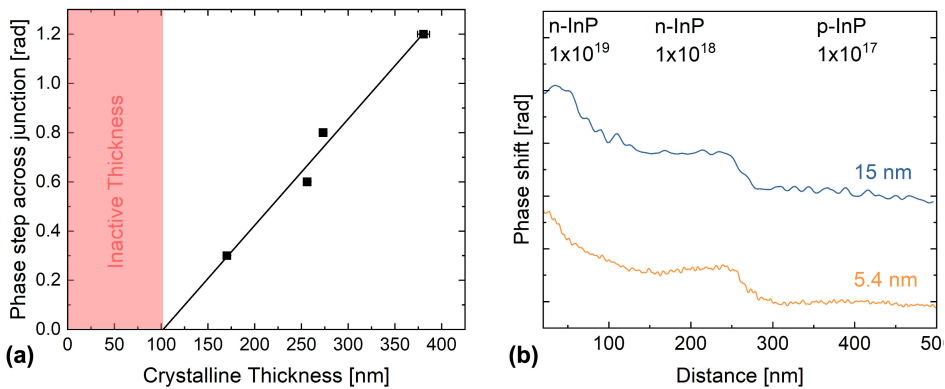 1.2
1.0
0.8
0.6
0.4
0.2
0.0
Phase step across junction [rad]
Inactive Thickness
0 50 100 150 200 250 300 350 400
Crystalline Thickness [nm]
(a)
n-InP n-InP p-InP
1x10¹⁹ 1x10¹⁸ 1x10¹⁷
Phase shift [rad]
15 nm
5.4 nm
100 200 300 400 500
Distance [nm]
(b)